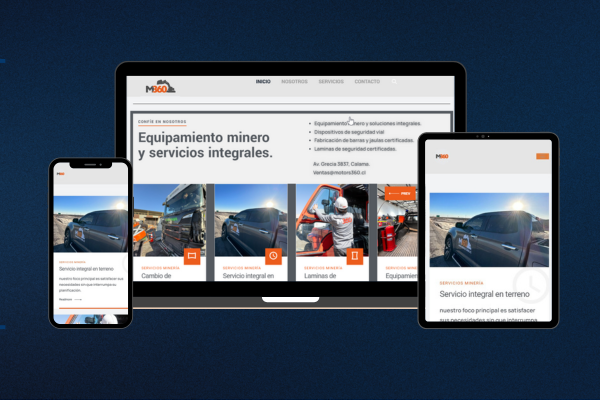 M360
INICIO NOSOTROS SERVICIOS CONTACTO
CONFÍE EN NOSOTROS
Equipamiento minero
y servicios integrales.
Equipamiento minero y soluciones integrales.
Dispositivos de seguridad vial
Fabricación de barras y jaulas certificadas.
Laminas de seguridad certificadas.
Av. Grecia 3857, Calama.
Ventas@motors360.cl
SERVICIOS MINERÍA
Cambio de
SERVICIOS MINERÍA
Servicio integral en
SERVICIOS MINERÍA
Laminas de
SERVICIOS MINERÍA
Equipamien
M360
SERVICIOS MINERÍA
Servicio integral en terreno
nuestro foco principal es satisfacer sus
necesidades sin que interrumpa su
planificación.
M360
SERVICIOS MINERÍA
Servicio integral en terreno
nuestro foco principal es satisfacer
sus necesidades sin que interrumpa